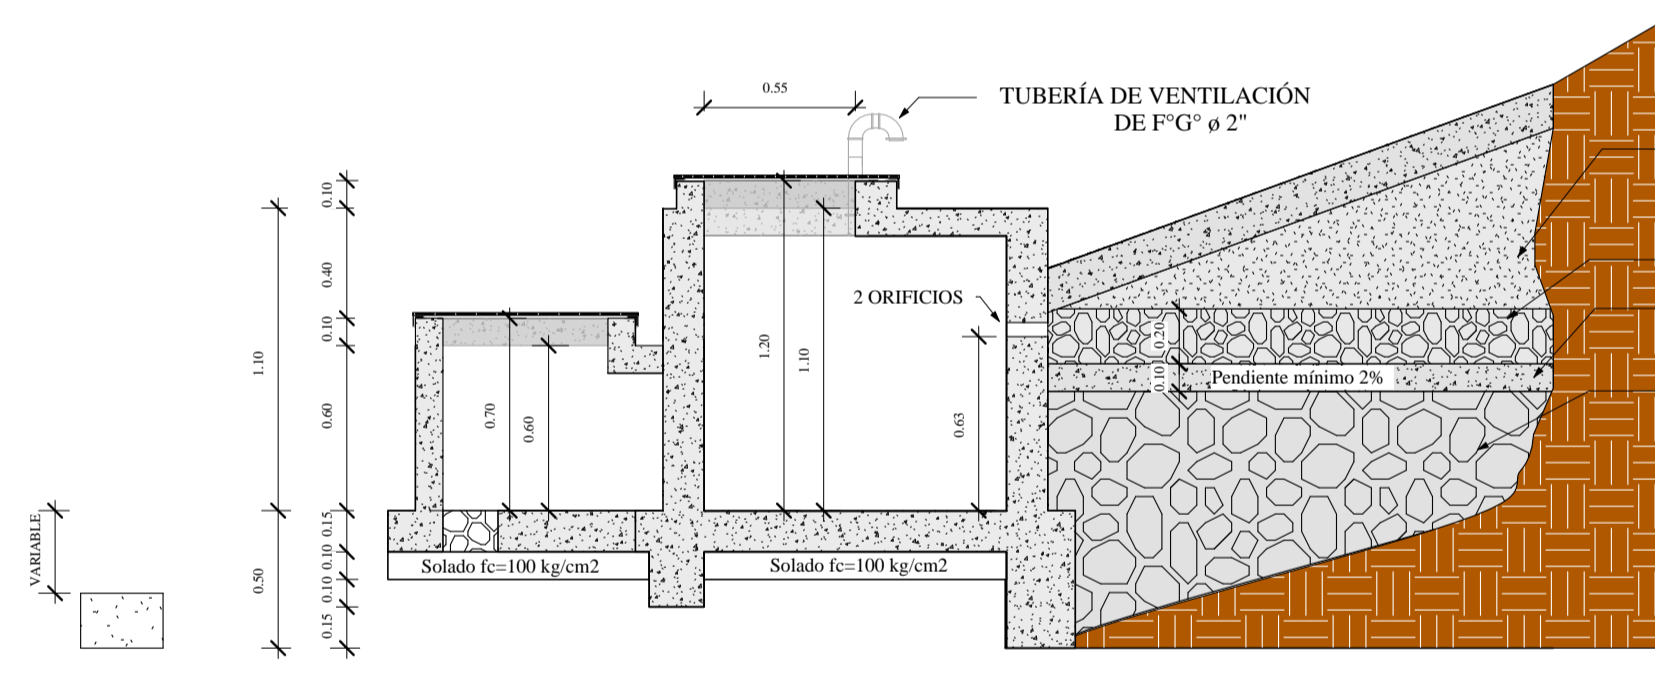 0.55
TUBERÍA DE VENTILACIÓN
DE F°G° ø 2"
0.10
0.40
0.10
0.60
0.15
0.10
0.10
0.15
1.10
0.50
VARIABLE
2 ORIFICIOS
1.20
1.10
0.63
0.70
0.60
0.20
0.10
Pendiente mínimo 2%
Solado fc=100 kg/cm2
Solado fc=100 kg/cm2